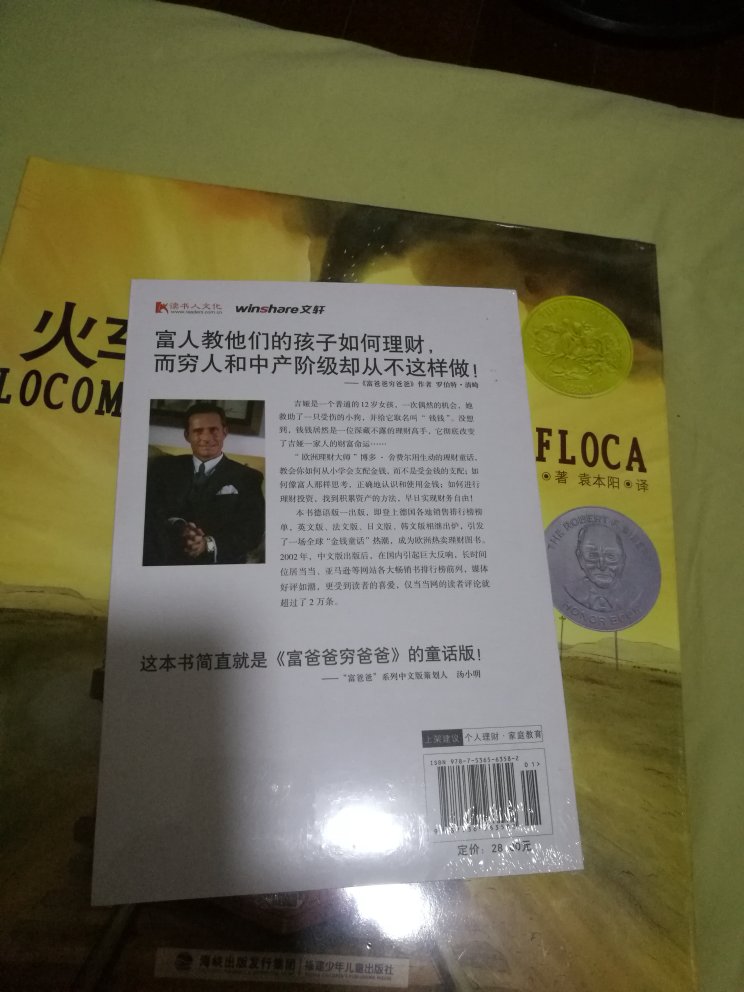 火车
LOCOM
FLOCA
著 袁本阳 译
THE ROBERT F. SIBERT
HONOR BOOK
读书人文化
www.readers.com.cn
winshare文轩
富人教他们的孩子如何理财，
而穷人和中产阶级却从不这样做！
——《富爸爸穷爸爸》作者 罗伯特·清崎
吉娅是一个普通的12岁女孩，一次偶然的机会，她
救助了一只受伤的小狗，并给它取名叫“钱钱”。没想
到，钱钱居然是一位深藏不露的理财高手，它彻底改变
了吉娅一家人的财富命运……
“欧洲理财大师”博多·舍费尔用生动的理财童话，
教会你如何从小学会支配金钱，而不是受金钱的支配；如
何像富人那样思考，正确地认识和使用金钱；如何进行
理财投资，找到积累资产的方法，早日实现财务自由！
本书德语版一出版，即登上德国各地销售排行榜榜
单，英文版、法文版、日文版、韩文版相继出炉，引发
了一场全球“金钱童话”热潮，成为欧洲热卖理财图书。
2002年，中文版出版后，在国内引起巨大反响，长时间
位居当当、亚马逊等网站各大畅销书排行榜前列，媒体
好评如潮，更受到读者的喜爱，仅当当网的读者评论就
超过了2万条。
这本书简直就是《富爸爸穷爸爸》的童话版！
——“富爸爸”系列中文版策划人 汤小明
上架建议 个人理财·家庭教育
ISBN 978-7-5365-6358-2
01>
定价：28.00元
海峡出版发行集团 福建少年儿童出版社